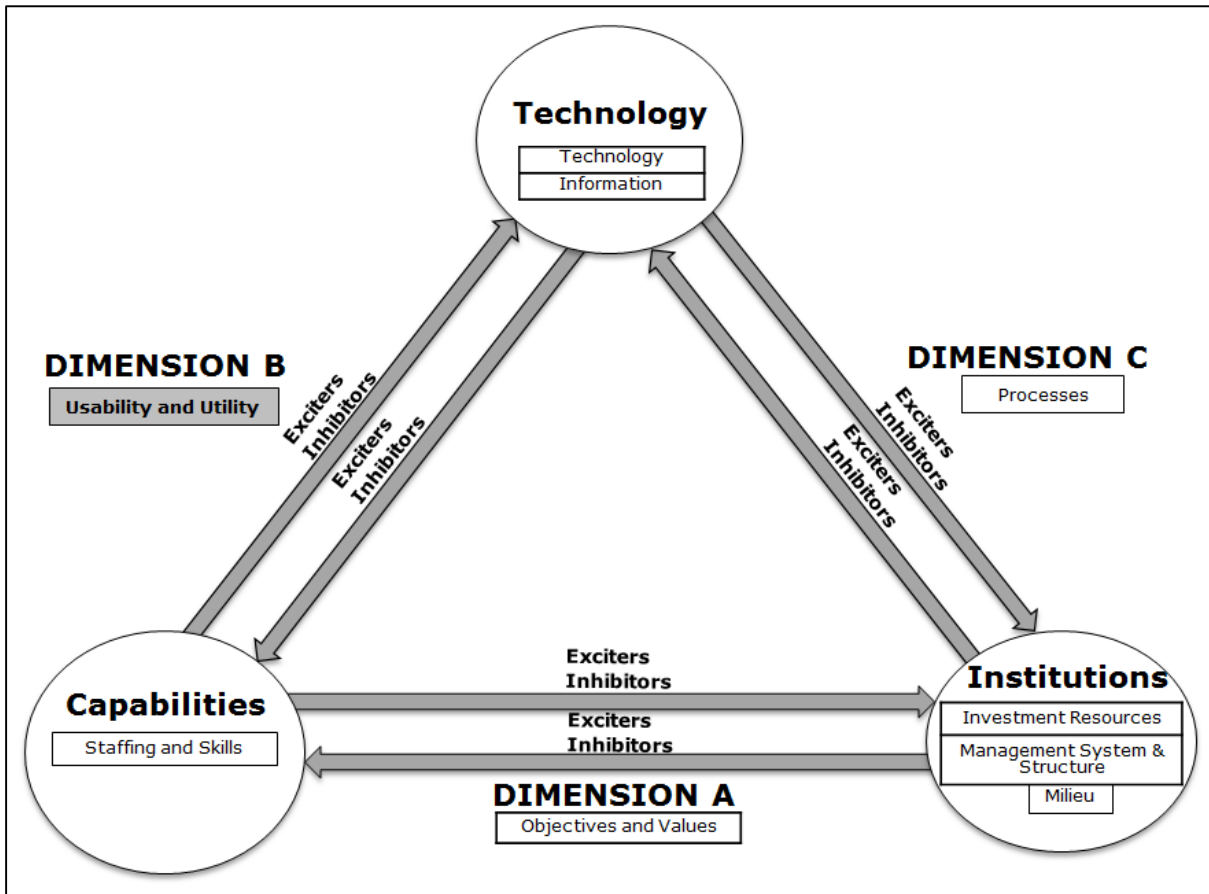 Technology
Technology
Information
DIMENSION B
Usability and Utility
Exciters
Inhibitors
Exciters
Inhibitors
DIMENSION C
Processes
Exciters
Inhibitors
Exciters
Inhibitors
Capabilities
Staffing and Skills
Exciters
Inhibitors
Exciters
Inhibitors
DIMENSION A
Objectives and Values
Institutions
Investment Resources
Management System &
Structure
Milieu